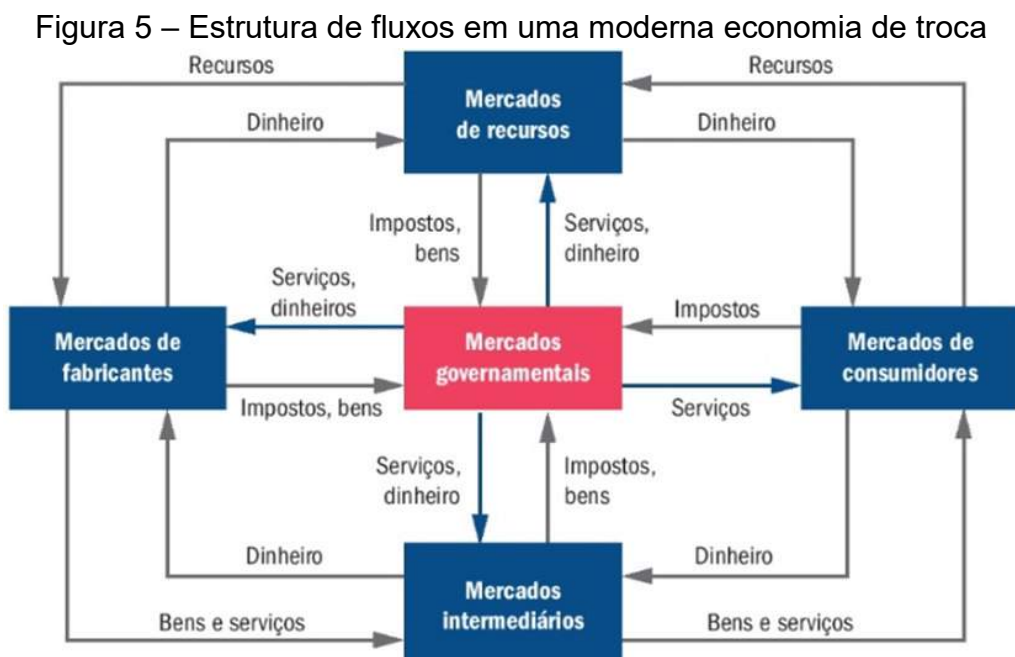 Figura 5 – Estrutura de fluxos em uma moderna economia de troca
Recursos
Recursos
Mercados
de recursos
Dinheiro
Dinheiro
Impostos,
bens
Serviços,
dinheiro
Serviços,
dinheiros
Impostos
Mercados de
fabricantes
Mercados
governamentais
Mercados de
consumidores
Impostos, bens
Serviços
Serviços,
dinheiro
Impostos,
bens
Dinheiro
Dinheiro
Mercados
intermediários
Bens e serviços
Bens e serviços